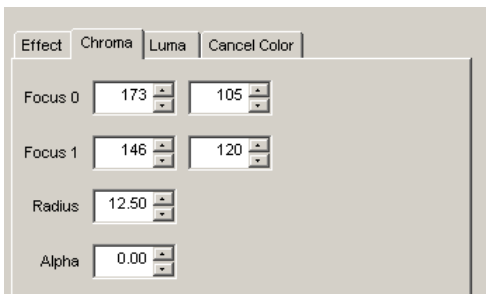 Effect Chroma Luma Cancel Color
Focus 0 173 105
Focus 1 146 120
Radius 12.50
Alpha 0.00